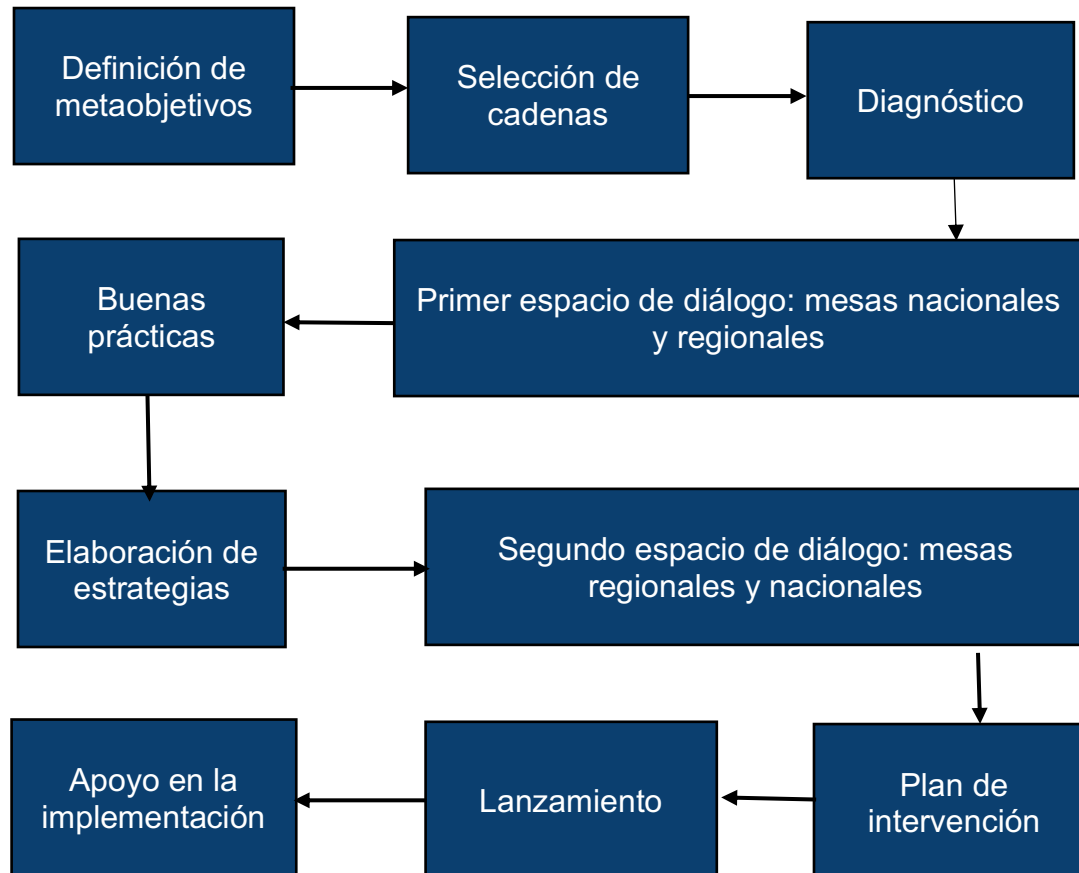 Definición de
metaobjetivos
Selección de
cadenas
Diagnóstico
Primer espacio de diálogo: mesas nacionales
y regionales
Buenas
prácticas
Elaboración de
estrategias
Segundo espacio de diálogo: mesas
regionales y nacionales
Plan de
intervención
Lanzamiento
Apoyo en la
implementación